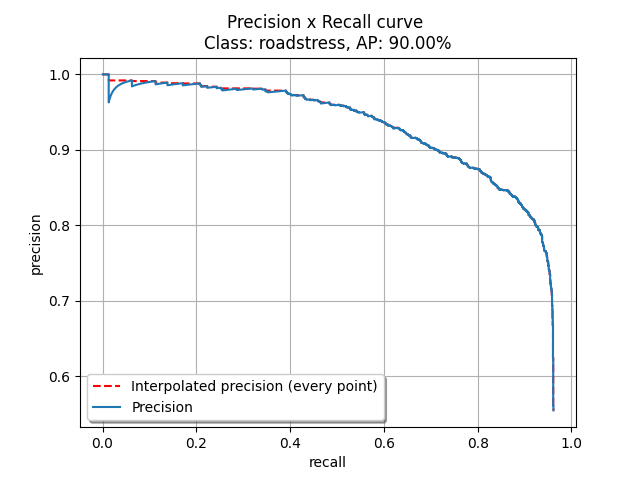 Precision x Recall curve
Class: roadstress, AP: 90.00%
1.0
0.9
0.8
0.7
0.6
precision
Interpolated precision (every point)
Precision
0.0 0.2 0.4 0.6 0.8 1.0
recall